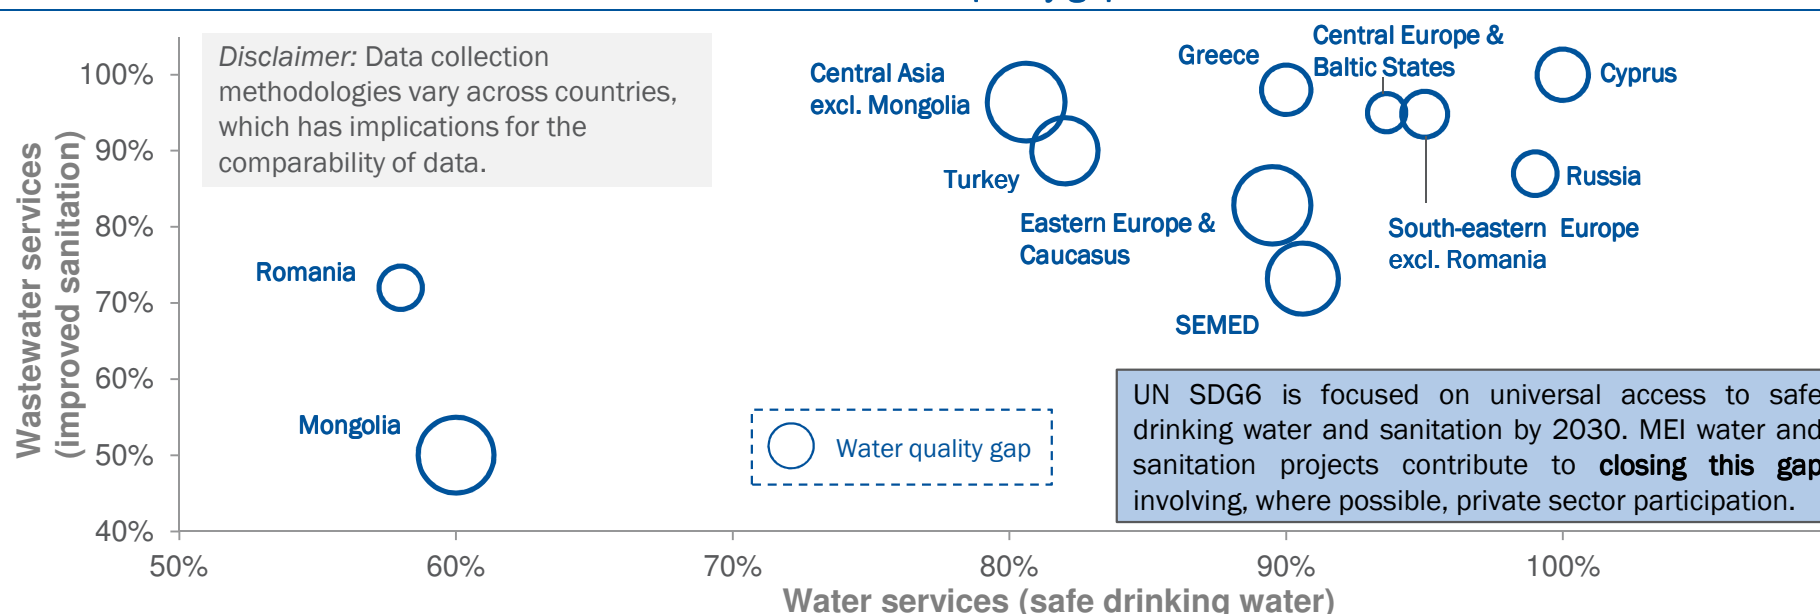 Disclaimer: Data collection
methodologies vary across countries,
which has implications for the
comparability of data.
Wastewater services
(improved sanitation)
100%
90%
80%
70%
60%
50%
40%
Central Asia
excl. Mongolia
Turkey
Greece
Central Europe &
Baltic States
Cyprus
Russia
Eastern Europe &
Caucasus
South-eastern Europe
excl. Romania
SEMED
Romania
Mongolia
Water quality gap
UN SDG6 is focused on universal access to safe
drinking water and sanitation by 2030. MEI water and
sanitation projects contribute to closing this gap
involving, where possible, private sector participation.
50%
60%
70%
80%
90%
100%
Water services (safe drinking water)